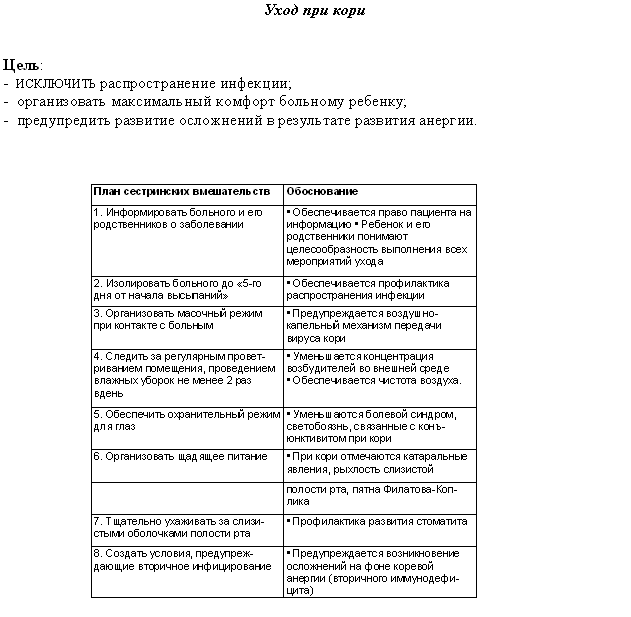 Уход при кори
Цель:
- ИСКЛЮЧИТЬ распространение инфекции;
- организовать максимальный комфорт больному ребенку;
- предупредить развитие осложнений в результате развития анергии.
План сестринских вмешательств
Обоснование
1. Информировать больного и его
родственников о заболевании
• Обеспечивается право пациента на
информацию • Ребенок и его
родственники понимают
целесообразность выполнения всех
мероприятий ухода
2. Изолировать больного до «5-го
дня от начала высыпаний»
• Обеспечивается профилактика
распространения инфекции
3. Организовать масочный режим
при контакте с больным
• Предупреждается воздушно-
капельный механизм передачи
вируса кори
4. Следить за регулярным провет-
риванием помещения, проведением
влажных уборок не менее 2 раз
вдень
• Уменьшается концентрация
возбудителей во внешней среде
• Обеспечивается чистота воздуха.
5. Обеспечить охранительный режим
для глаз
• Уменьшаются болевой синдром,
светобоязнь, связанные с конъ-
юнктивитом при кори
6. Организовать щадящее питание
• При кори отмечаются катаральные
явления, рыхлость слизистой
полости рта, пятна Филатова-Коп-
лика
7. Тщательно ухаживать за слизи-
стыми оболочками полости рта
• Профилактика развития стоматита
8. Создать условия, предупреж-
дающие вторичное инфицирование
• Предупреждается возникновение
осложнений на фоне коревой
анергии (вторичного иммунодефи-
цита)